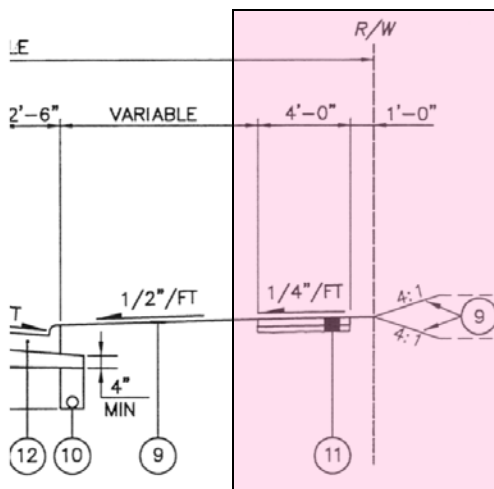 R/W
LE
2'-6" VARIABLE 4'-0" 1'-0"
1/2"/FT 1/4"/FT 4:1
T
9
4:1
4"
MIN
12 10 9 11